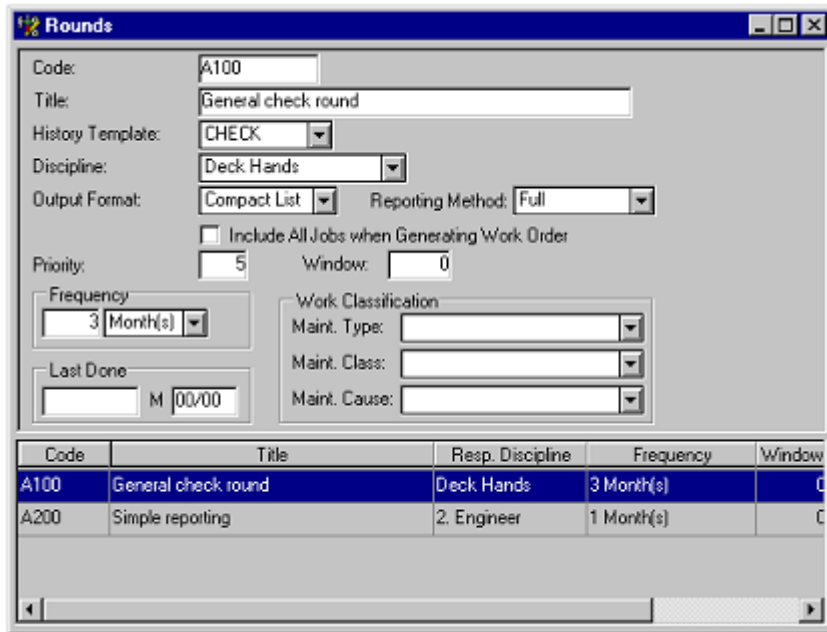 Rounds
Code: A100
Title: General check round
History Template: CHECK
Discipline: Deck Hands
Output Format: Compact List Reporting Method: Full
Include All Jobs when Generating Work Order
Priority: 5 Window: 0
Frequency
3 Month(s)
Work Classification
Maint. Type:
Maint. Class:
Maint. Cause:
Last Done
M 00/00
Code Title Resp. Discipline Frequency Window
A100 General check round Deck Hands 3 Month(s) 0
A200 Simple reporting 2. Engineer 1 Month(s) 0